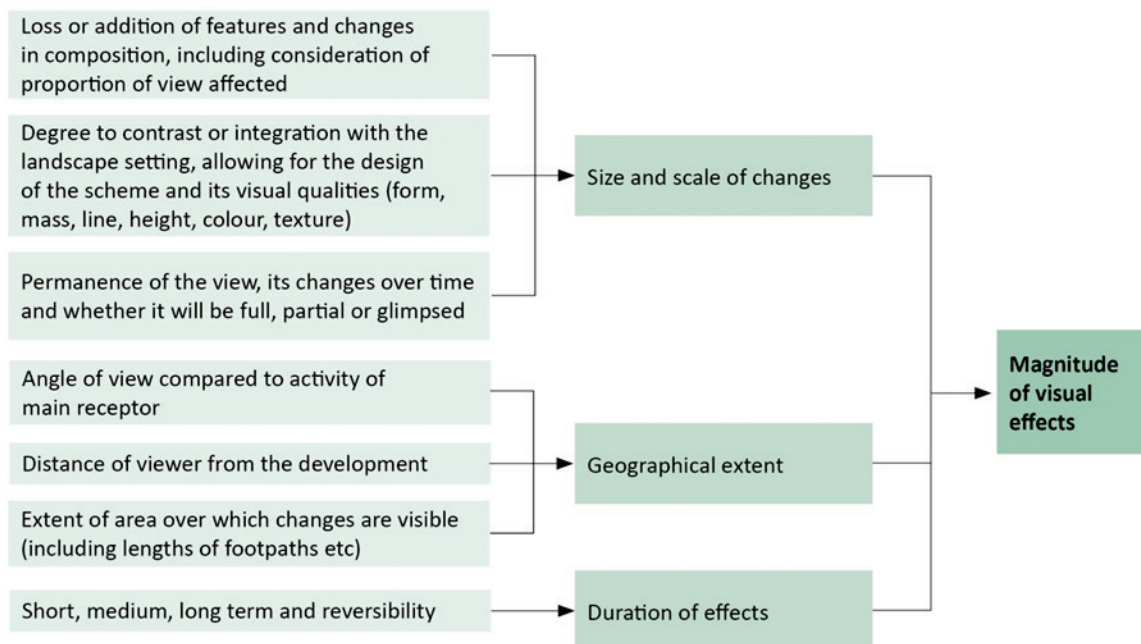 Loss or addition of features and changes
in composition, including consideration of
proportion of view affected
Degree to contrast or integration with the
landscape setting, allowing for the design
of the scheme and its visual qualities (form,
mass, line, height, colour, texture)
Permanence of the view, its changes over time
and whether it will be full, partial or glimpsed
Angle of view compared to activity of
main receptor
Distance of viewer from the development
Extent of area over which changes are visible
(including lengths of footpaths etc)
Short, medium, long term and reversibility
Size and scale of changes
Geographical extent
Duration of effects
Magnitude
of visual
effects